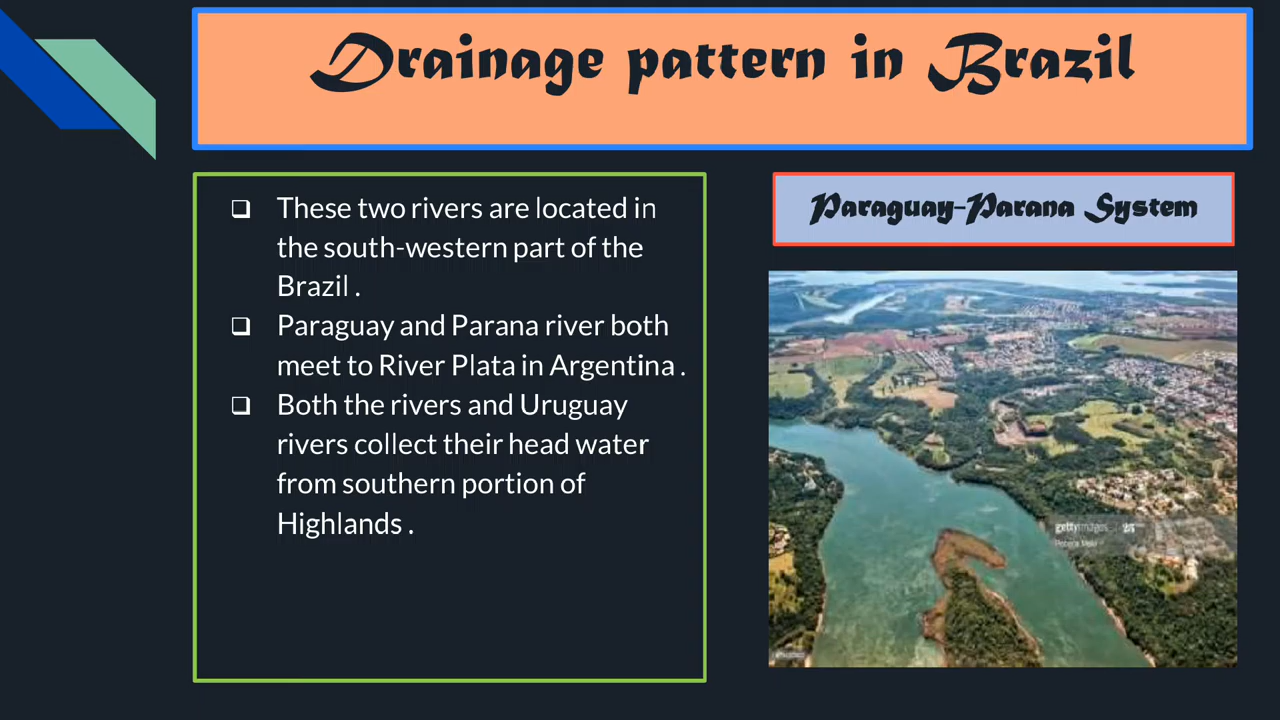 Drainage pattern in Brazil
These two rivers are located in
the south-western part of the
Brazil .
Paraguay and Parana river both
meet to River Plata in Argentina .
Both the rivers and Uruguay
rivers collect their head water
from southern portion of
Highlands .
Paraguay-Parana System
gettyimages